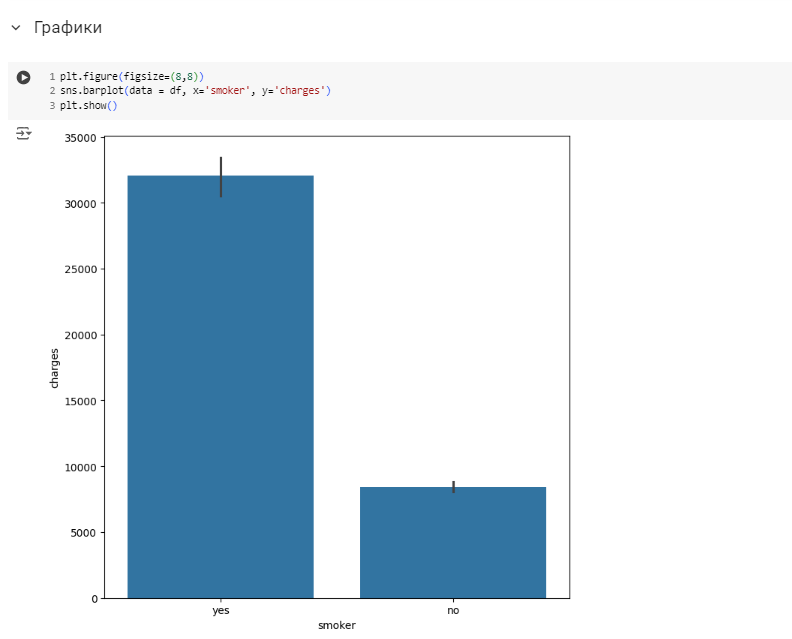 Графики
1 plt.figure(figsize=(8,8))
2 sns.barplot(data = df, x='smoker', y='charges')
3 plt.show()
35000
30000
25000
20000
15000
10000
5000
0
charges
yes no
smoker